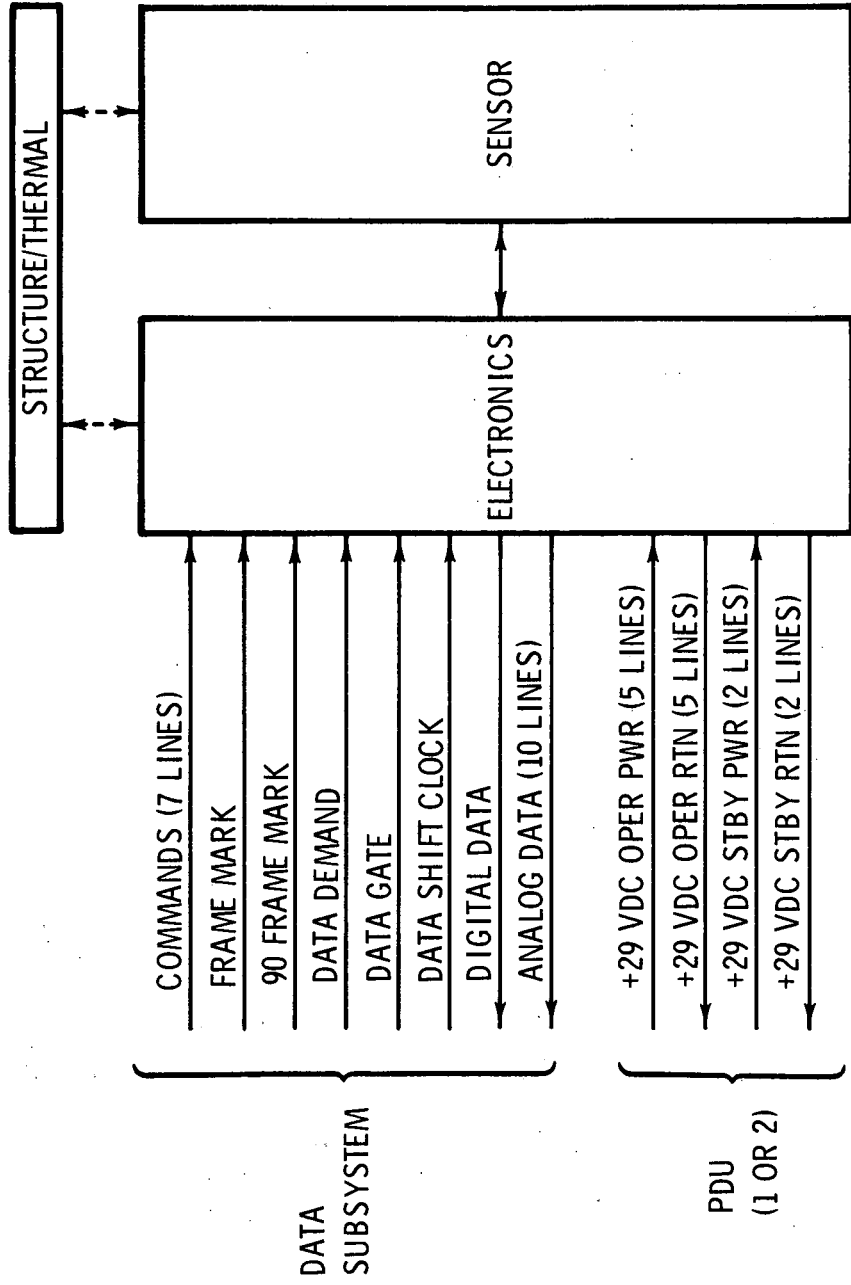 STRUCTURE/THERMAL
SENSOR
ELECTRONICS
COMMANDS (7 LINES)
FRAME MARK
90 FRAME MARK
DATA DEMAND
DATA GATE
DATA SHIFT CLOCK
DIGITAL DATA
ANALOG DATA (10 LINES)
+29 VDC OPER PWR (5 LINES)
+29 VDC OPER RTN (5 LINES)
+29 VDC STBY PWR (2 LINES)
+29 VDC STBY RTN (2 LINES)
DATA
SUBSYSTEM
PDU
(1 OR 2)